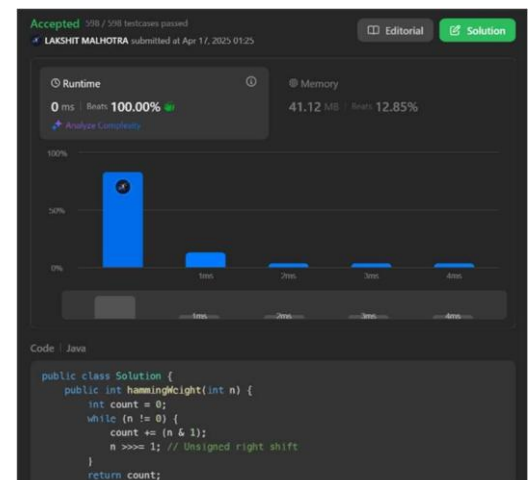 Accepted 598 / 598 testcases passed
LAKSHIT MALHOTRA submitted at Apr 17, 2025 01:25
Editorial
Solution
Runtime
0 ms Beats 100.00%
Analyze Complexity
Memory
41.12 MB Beats 12.85%
100%
50%
0%
1ms 2ms 3ms 4ms
1ms 2ms 3ms 4ms
Code | Java
public class Solution {
public int hammingWeight(int n) {
int count = 0;
while (n != 0) {
count += (n & 1);
n >>>= 1; // Unsigned right shift
}
return count;